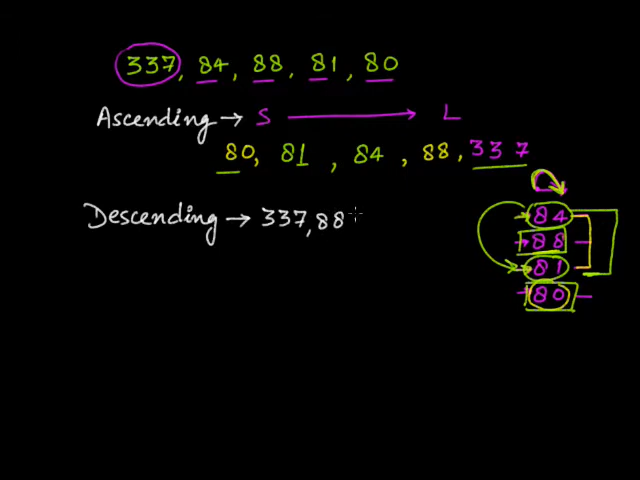 337, 84, 88, 81, 80
Ascending → S → L
80, 81, 84, 88, 337
Descending → 337, 88
84
88
81
80